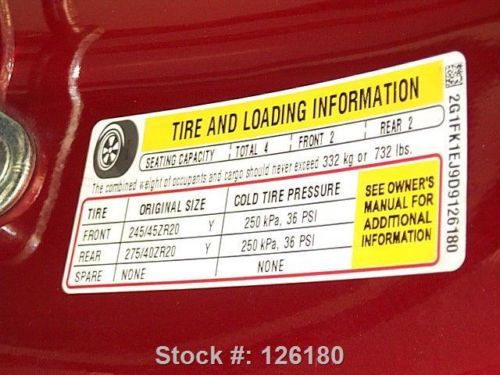 TIRE AND LOADING INFORMATION
SEATING CAPACITY TOTAL 4 FRONT 2 REAR 2
The combined weight of occupants and cargo should never exceed 332 kg or 732 lbs.
TIRE ORIGINAL SIZE COLD TIRE PRESSURE
FRONT 245/45ZR20 Y 250 kPa, 36 PSI
REAR 275/40ZR20 Y 250 kPa, 36 PSI
SPARE NONE NONE
SEE OWNER'S
MANUAL FOR
ADDITIONAL
INFORMATION
2G1FK1EJ9D9126180
Stock #: 126180